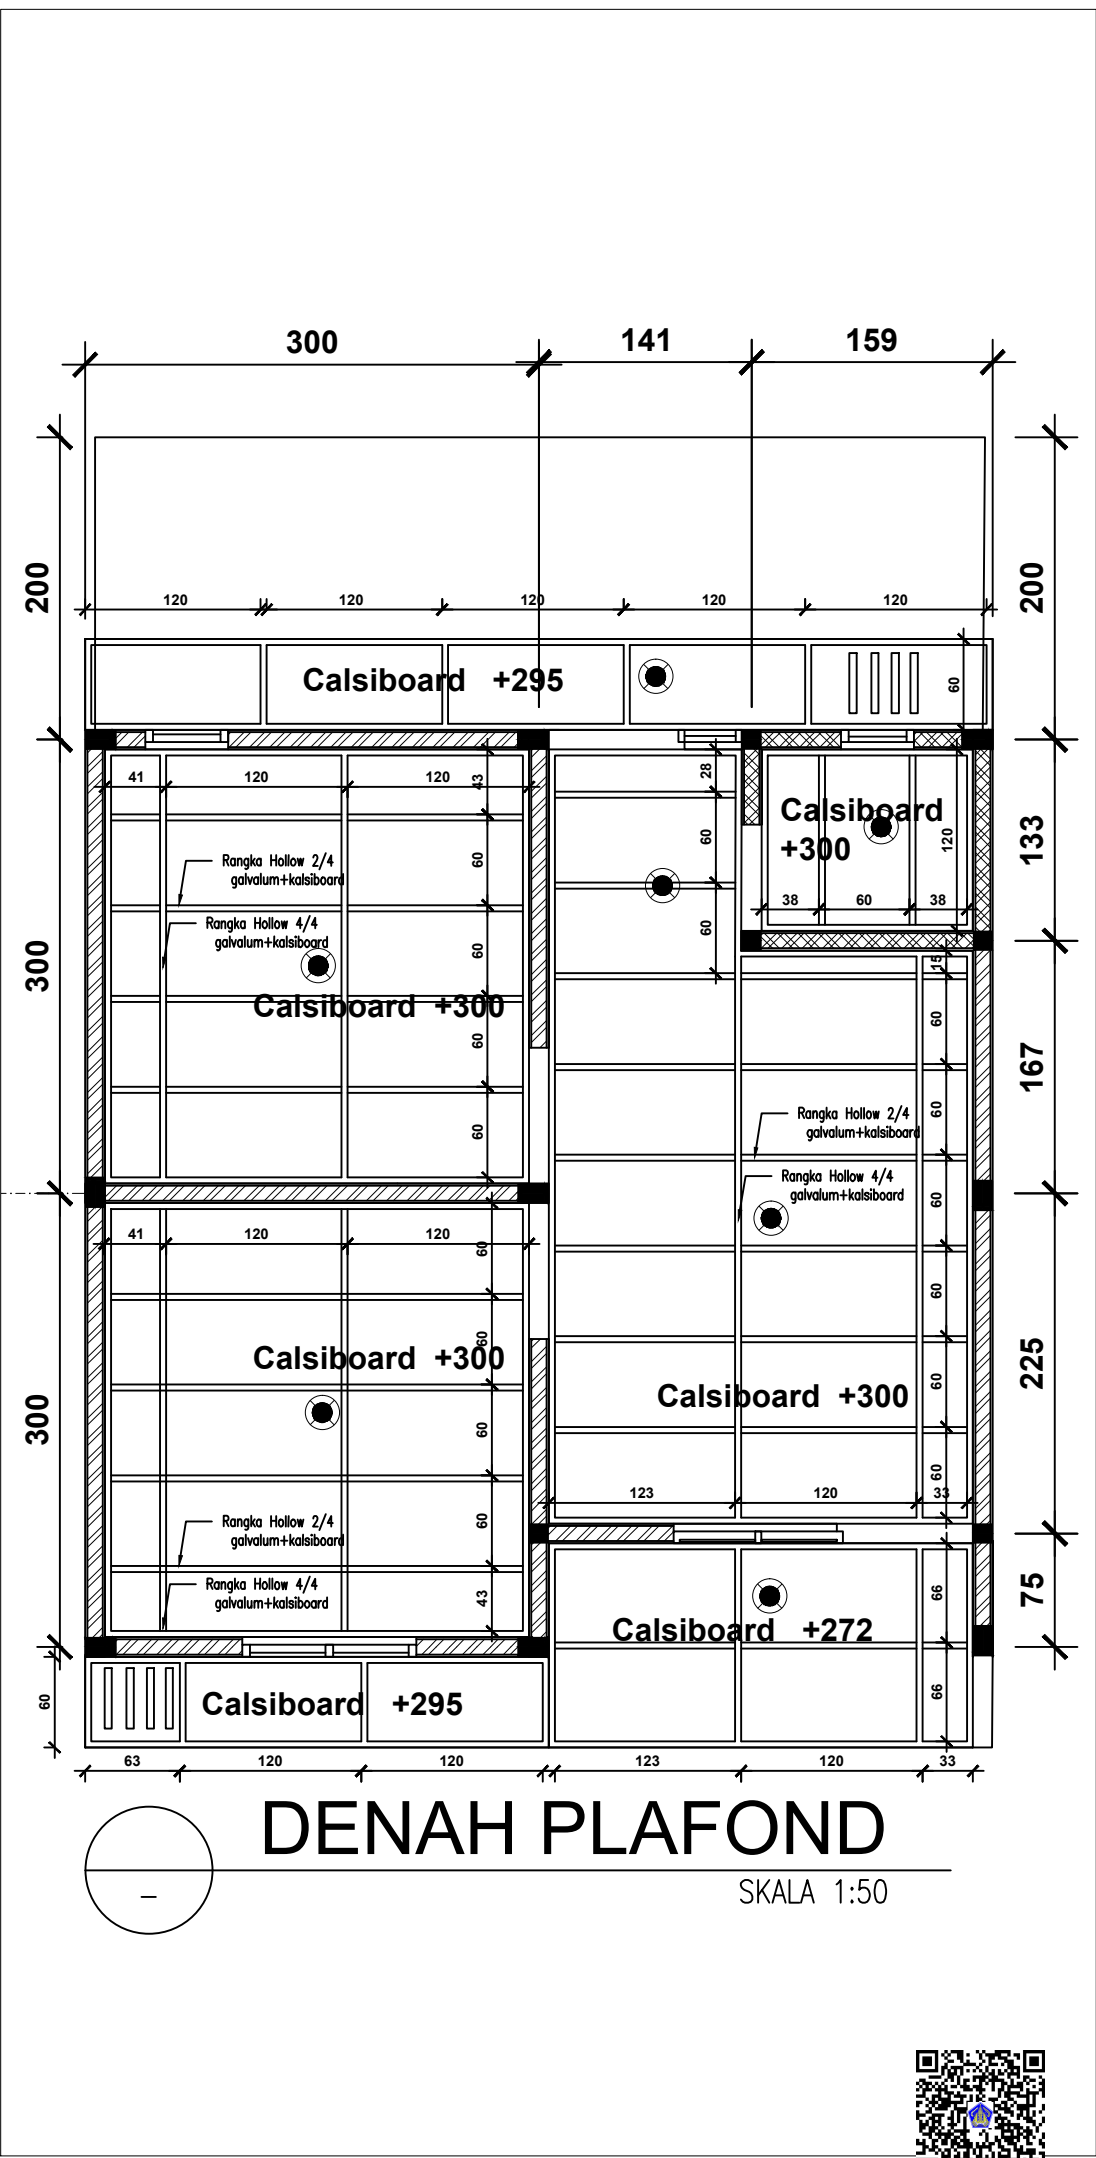 300 141 159
200 200
120 120 120 120 120
Calsiboard +295
60
41 120 120 43
28
Calsiboard
+300
120
133
60
60
Rangka Hollow 2/4
galvalum+kalsiboard
38 60 38
Rangka Hollow 4/4
galvalum+kalsiboard
60
60
15
300
Calsiboard +300
60
60
167
60
Rangka Hollow 2/4
galvalum+kalsiboard
60
60
Rangka Hollow 4/4
galvalum+kalsiboard
60
41 120 120 60
60
Calsiboard +300
60
225
Calsiboard +300
60
300
60
60
123 120 33
Rangka Hollow 2/4
galvalum+kalsiboard
60
Rangka Hollow 4/4
galvalum+kalsiboard
43
66
75
Calsiboard +272
60
Calsiboard +295
66
63 120 120 123 120 33
DENAH PLAFOND
SKALA 1:50